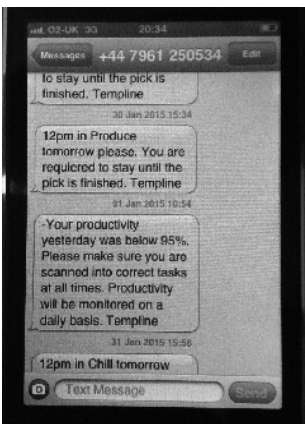 O2-UK 3G 20:34
Messages +44 7961 250534 Edit
to stay until the pick is
finished. Templine
30 Jan 2015 15:34
12pm in Produce
tomorrow please. You are
requicred to stay until the
pick is finished. Templine
31 Jan 2015 10:54
-Your productivity
yesterday was below 95%.
Please make sure you are
scanned into correct tasks
at all times. Productivity
will be monitored on a
daily basis. Templine
31 Jan 2015 15:56
12pm in Chill tomorrow
Text Message Send